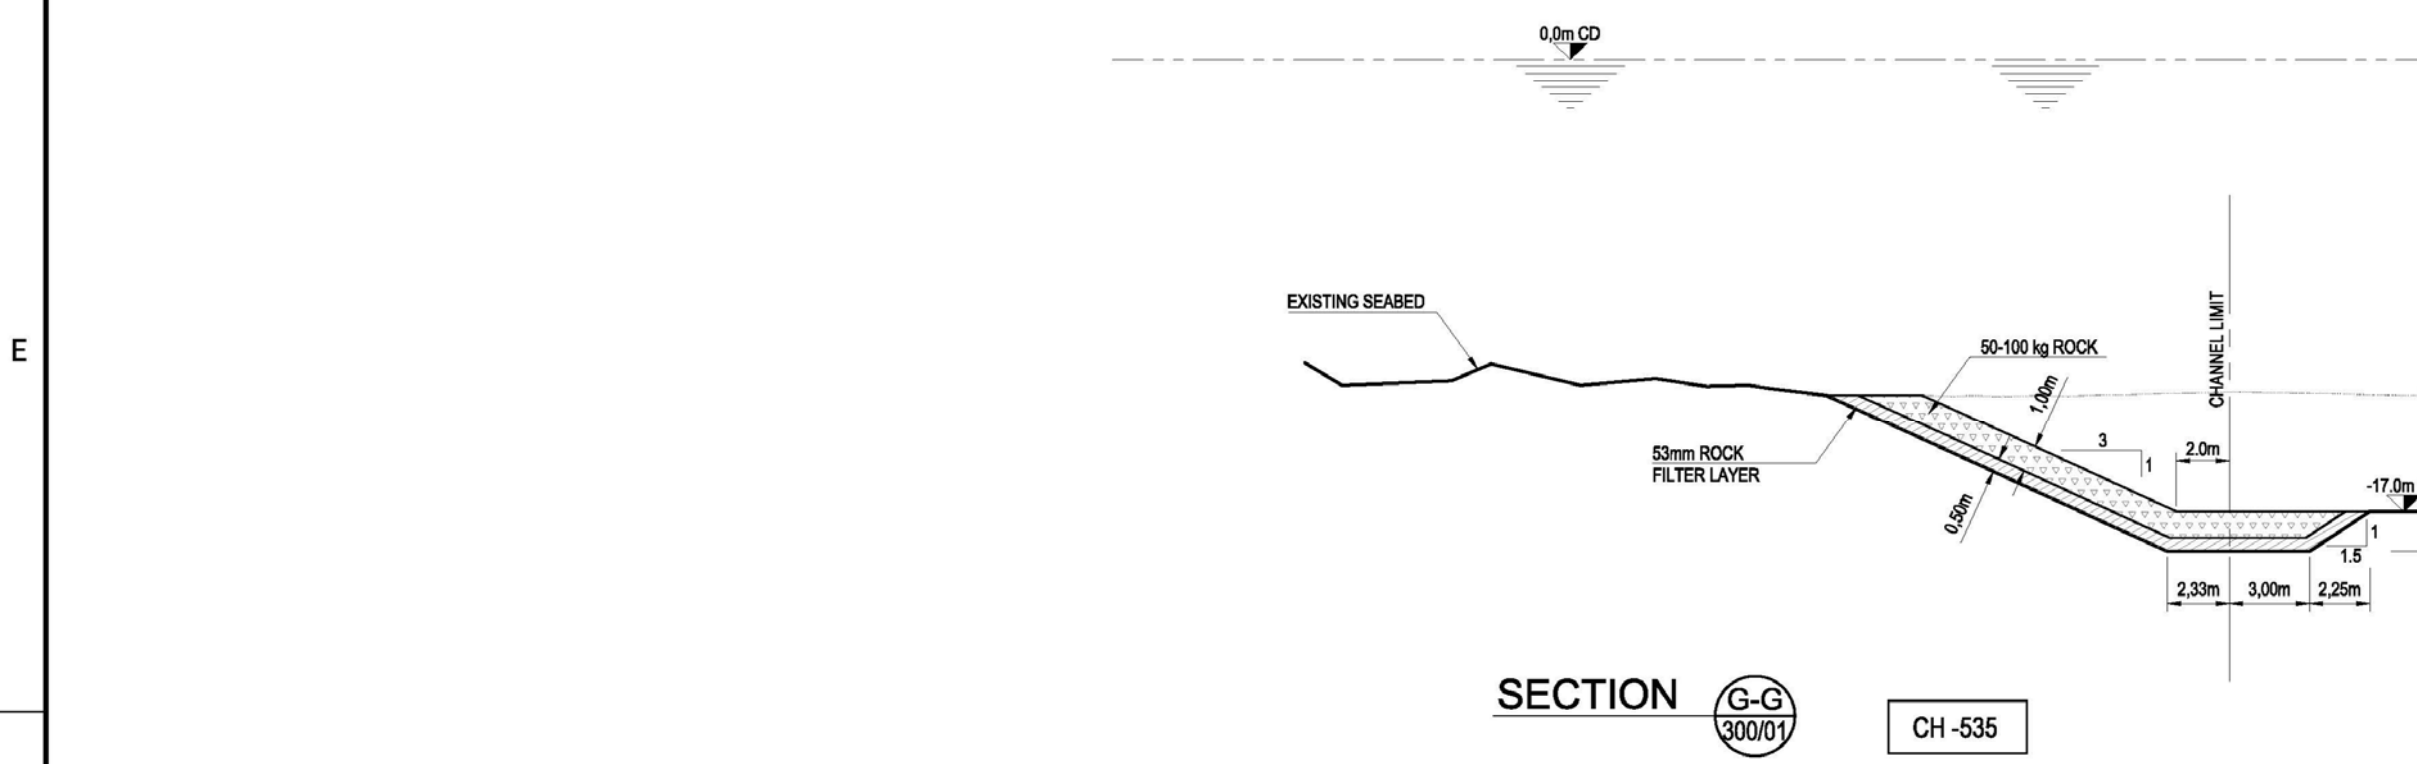 0,0m CD
E
EXISTING SEABED
CHANNEL LIMIT
50-100 kg ROCK
1,00m
3
1
2.0m
53mm ROCK
FILTER LAYER
0,50m
-17.0m
1
1.5
2,33m
3,00m
2,25m
SECTION
G-G
300/01
CH -535